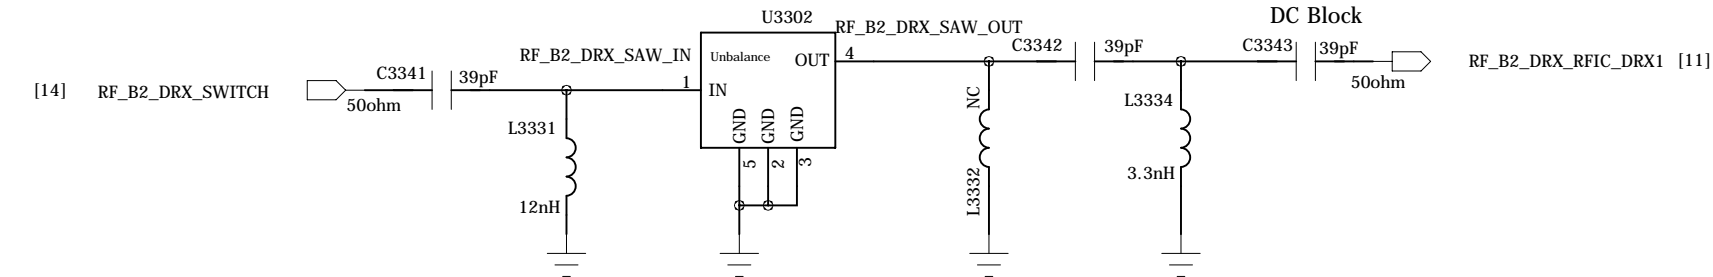 U3302
DC Block
RF_B2_DRX_SAW_OUT
RF_B2_DRX_SAW_IN
Unbalance
OUT
4
C3342
39pF
C3343
39pF
RF_B2_DRX_RFIC_DRX1 [11]
50ohm
[14] RF_B2_DRX_SWITCH
C3341
39pF
50ohm
1
IN
GND
GND
GND
5
2
3
L3331
12nH
NC
L3332
L3334
3.3nH